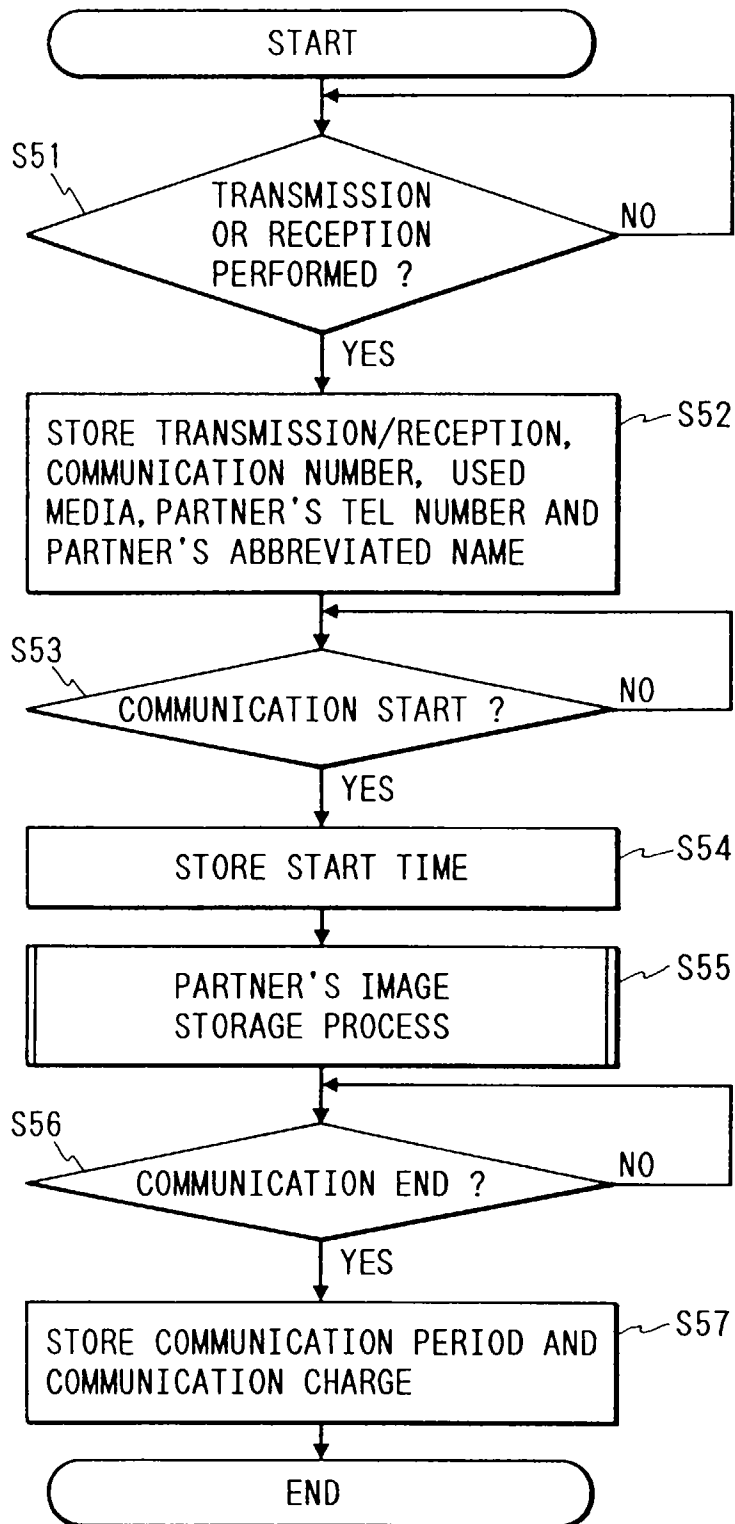 START
S51
TRANSMISSION
OR RECEPTION
PERFORMED ?
NO
YES
S52
STORE TRANSMISSION/RECEPTION,
COMMUNICATION NUMBER, USED
MEDIA, PARTNER'S TEL NUMBER AND
PARTNER'S ABBREVIATED NAME
S53
COMMUNICATION START ?
NO
YES
STORE START TIME
S54
PARTNER'S IMAGE
STORAGE PROCESS
S55
S56
COMMUNICATION END ?
NO
YES
STORE COMMUNICATION PERIOD AND
COMMUNICATION CHARGE
S57
END